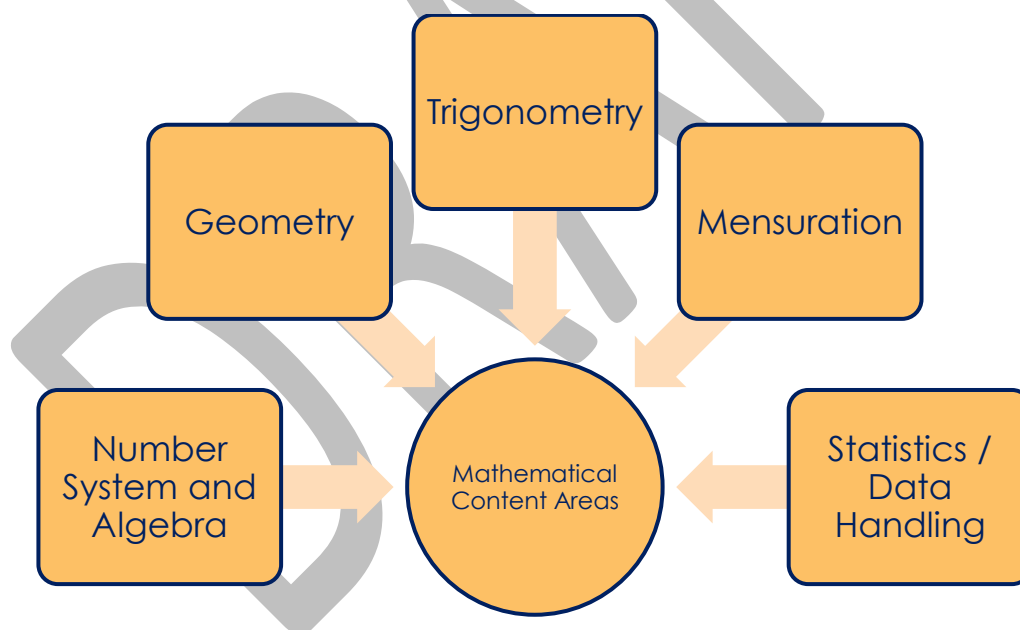 Trigonometry
Geometry
Mensuration
Number
System and
Algebra
Mathematical
Content Areas
Statistics /
Data
Handling